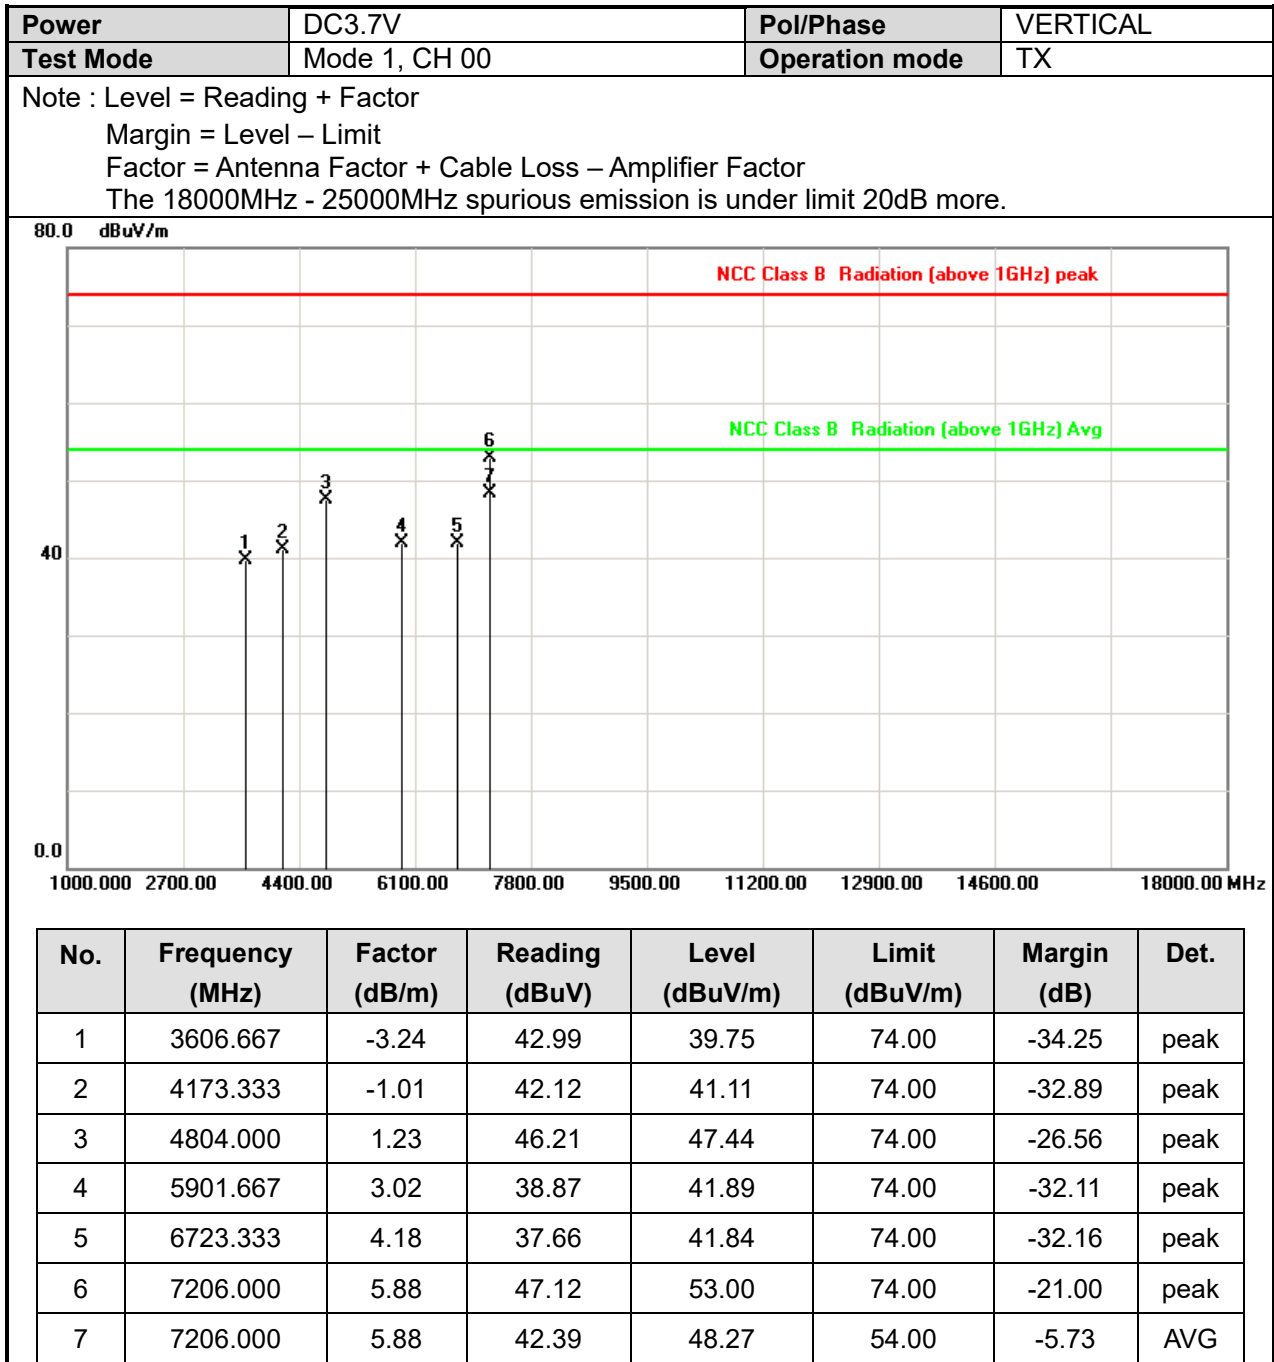 Power DC3.7V Pol/Phase VERTICAL
Test Mode Mode 1, CH 00 Operation mode TX
Note : Level = Reading + Factor
Margin = Level – Limit
Factor = Antenna Factor + Cable Loss – Amplifier Factor
The 18000MHz - 25000MHz spurious emission is under limit 20dB more.
80.0 dBuV/m
NCC Class B Radiation (above 1GHz) peak
NCC Class B Radiation (above 1GHz) Avg
6
7
3
4 5
1 2
40
0.0
1000.000 2700.00 4400.00 6100.00 7800.00 9500.00 11200.00 12900.00 14600.00 18000.00 MHz
No. Frequency Factor Reading Level Limit Margin Det.
(MHz) (dB/m) (dBuV) (dBuV/m) (dBuV/m) (dB)
1 3606.667 -3.24 42.99 39.75 74.00 -34.25 peak
2 4173.333 -1.01 42.12 41.11 74.00 -32.89 peak
3 4804.000 1.23 46.21 47.44 74.00 -26.56 peak
4 5901.667 3.02 38.87 41.89 74.00 -32.11 peak
5 6723.333 4.18 37.66 41.84 74.00 -32.16 peak
6 7206.000 5.88 47.12 53.00 74.00 -21.00 peak
7 7206.000 5.88 42.39 48.27 54.00 -5.73 AVG